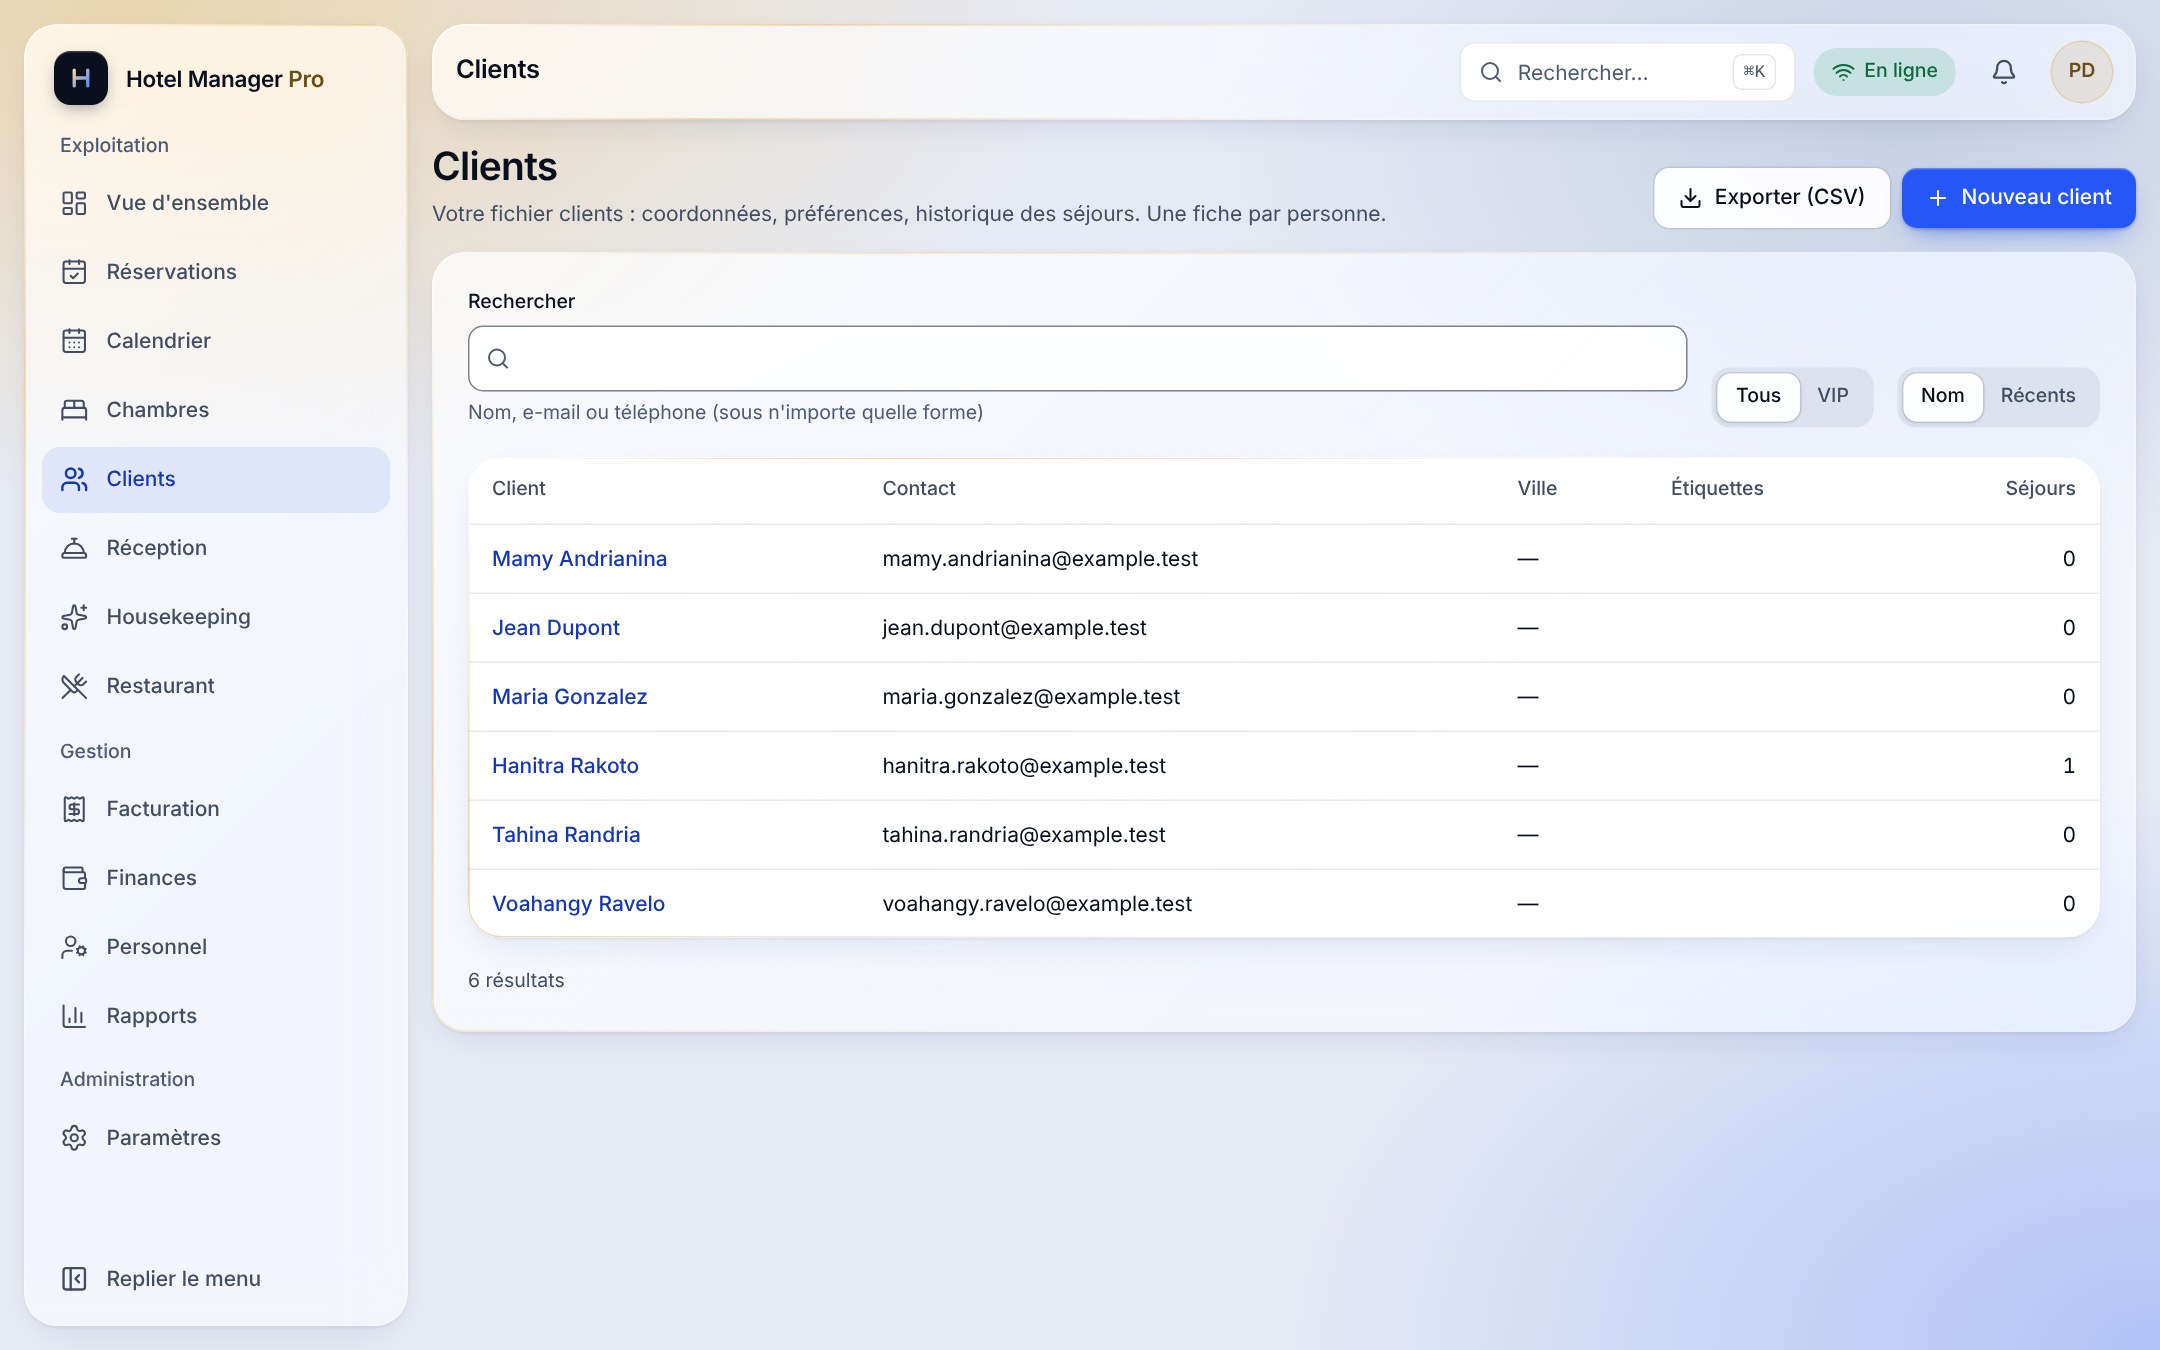 Hotel Manager Pro
Exploitation
Vue d'ensemble
Réservations
Calendrier
Chambres
Clients
Réception
Housekeeping
Restaurant
Gestion
Facturation
Finances
Personnel
Rapports
Administration
Paramètres
Replier le menu
Clients
Rechercher... ⌘K En ligne PD
Clients
Votre fichier clients : coordonnées, préférences, historique des séjours. Une fiche par personne.
Exporter (CSV) Nouveau client
Rechercher
Nom, e-mail ou téléphone (sous n'importe quelle forme)
Tous VIP Nom Récents
Client Contact Ville Étiquettes Séjours
Mamy Andrianina mamy.andrianina@example.test — 0
Jean Dupont jean.dupont@example.test — 0
Maria Gonzalez maria.gonzalez@example.test — 0
Hanitra Rakoto hanitra.rakoto@example.test — 1
Tahina Randria tahina.randria@example.test — 0
Voahangy Ravelo voahangy.ravelo@example.test — 0
6 résultats